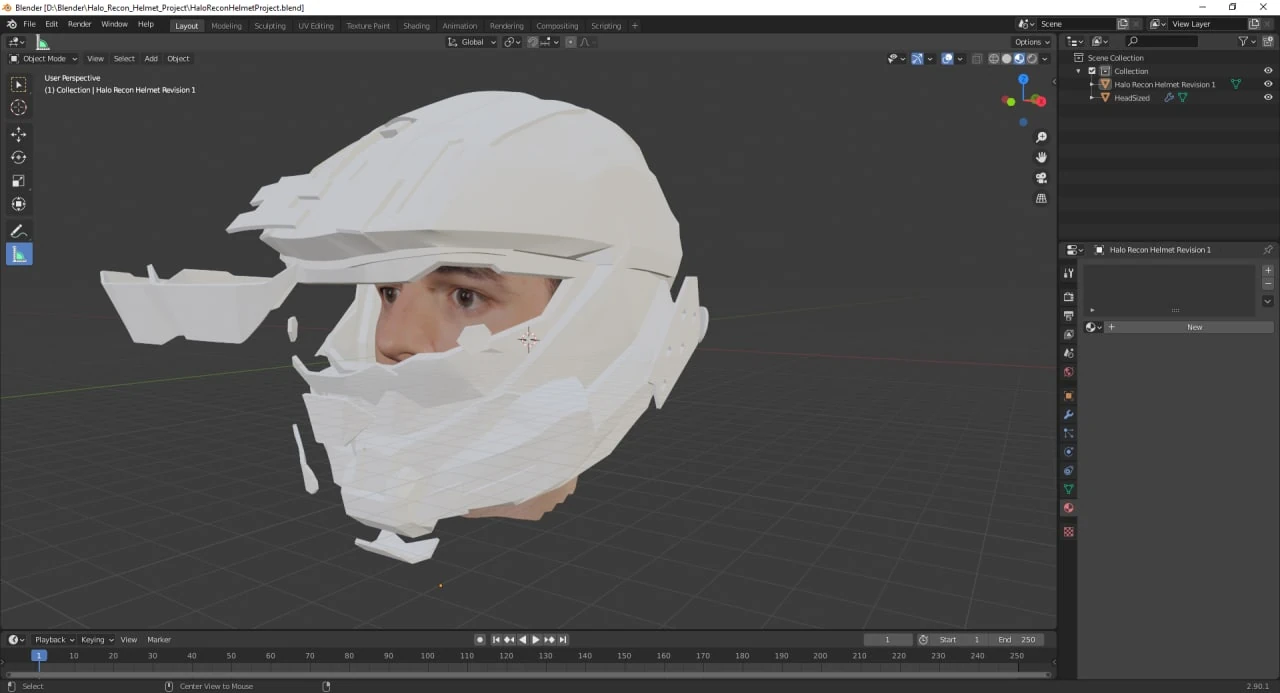 Blender [D:\Blender\Halo_Recon_Helmet_Project\HaloReconHelmetProject.blend]
File Edit Render Window Help Layout Modeling Sculpting UV Editing Texture Paint Shading Animation Rendering Compositing Scripting + Scene View Layer
Global Options
Object Mode View Select Add Object
User Perspective
(1) Collection | Halo Recon Helmet Revision 1
Z
Scene Collection
Collection
Halo Recon Helmet Revision 1
HeadSized
Halo Recon Helmet Revision 1
New
Playback Keying View Marker 1 Start 1 End 250
1 10 20 30 40 50 60 70 80 90 100 110 120 130 140 150 160 170 180 190 200 210 220 230 240 250
Select Center View to Mouse 2.90.1